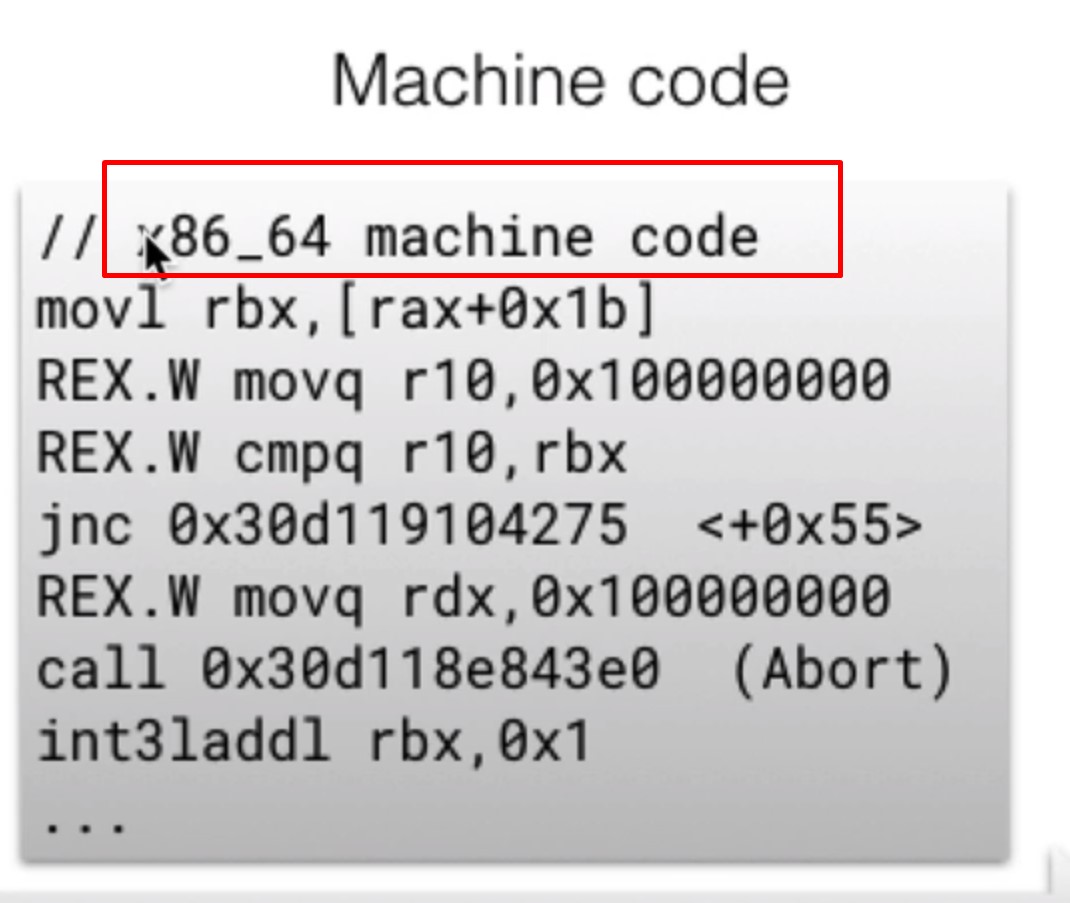 Machine code
// x86_64 machine code
movl rbx,[rax+0x1b]
REX.W movq r10,0x100000000
REX.W cmpq r10,rbx
jnc 0x30d119104275  <+0x55>
REX.W movq rdx,0x100000000
call 0x30d118e843e0  (Abort)
int3laddl rbx,0x1
...